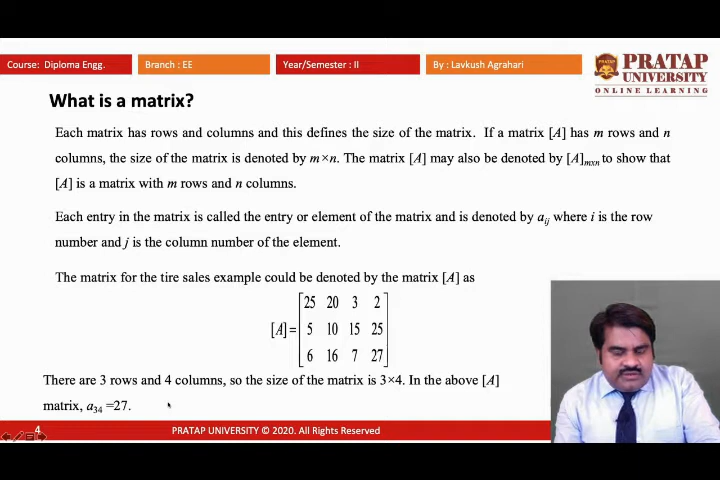 Course: Diploma Engg.
Branch : EE
Year/Semester : II
By : Lavkush Agrahari
PRATAP
PRATAP
UNIVERSITY
ONLINE LEARNING
What is a matrix?
Each matrix has rows and columns and this defines the size of the matrix. If a matrix [A] has m rows and n
columns, the size of the matrix is denoted by m×n. The matrix [A] may also be denoted by [A]mxn to show that
[A] is a matrix with m rows and n columns.
Each entry in the matrix is called the entry or element of the matrix and is denoted by aij where i is the row
number and j is the column number of the element.
The matrix for the tire sales example could be denoted by the matrix [A] as
25 20 3 2
[A]= 5 10 15 25
6 16 7 27
There are 3 rows and 4 columns, so the size of the matrix is 3×4. In the above [A]
matrix, a34 =27.
4
PRATAP UNIVERSITY © 2020. All Rights Reserved